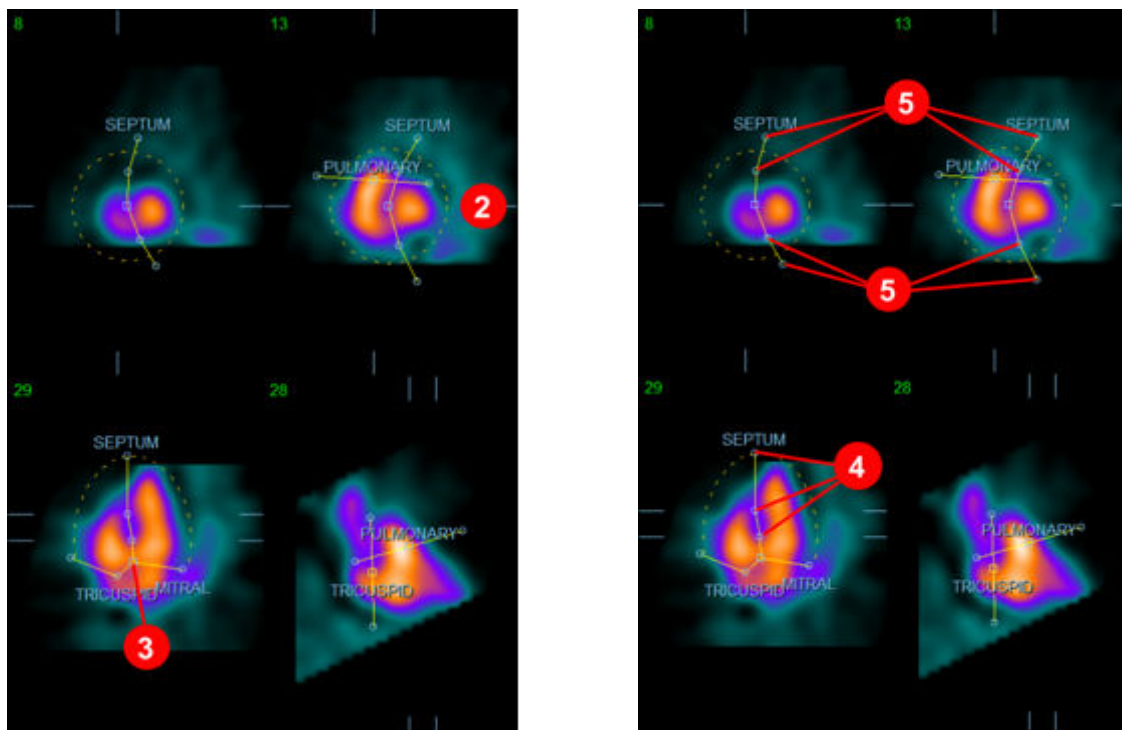 8
13
SEPTUM
SEPTUM
PULMONARY
2
29
28
SEPTUM
PULMONARY
TRICUSPID
MITRAL
TRICUSPID
3
8
13
5
SEPTUM
SEPTUM
PULMONARY
5
29
28
SEPTUM
4
PULMONARY
TRICUSPID
MITRAL
TRICUSPID